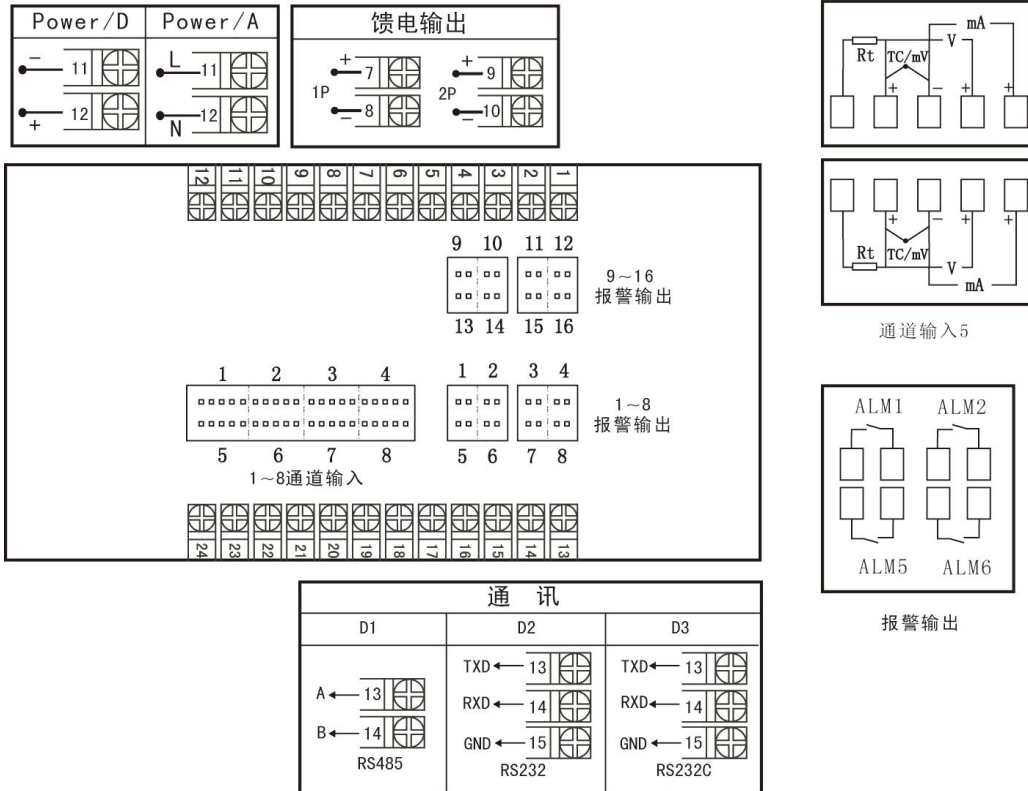 Power/D Power/A
馈电输出
− 11 L 11
+ 12 N 12
+ 7 + 9
1P 2P
− 8 − 10
mA
V
Rt TC/mV
+ − + +
12 11 10 9 8 7 6 5 4 3 2 1
9 10 11 12
9~16
报警输出
13 14 15 16
1 2 3 4
5 6 7 8
1~8通道输入
1 2 3 4
1~8
报警输出
5 6 7 8
24 23 22 21 20 19 18 17 16 15 14 13
+ − + +
Rt TC/mV
V
mA
通道输入5
ALM1 ALM2
ALM5 ALM6
报警输出
通 讯
D1 D2 D3
A 13
B 14
RS485
TXD 13
RXD 14
GND 15
RS232
TXD 13
RXD 14
GND 15
RS232C